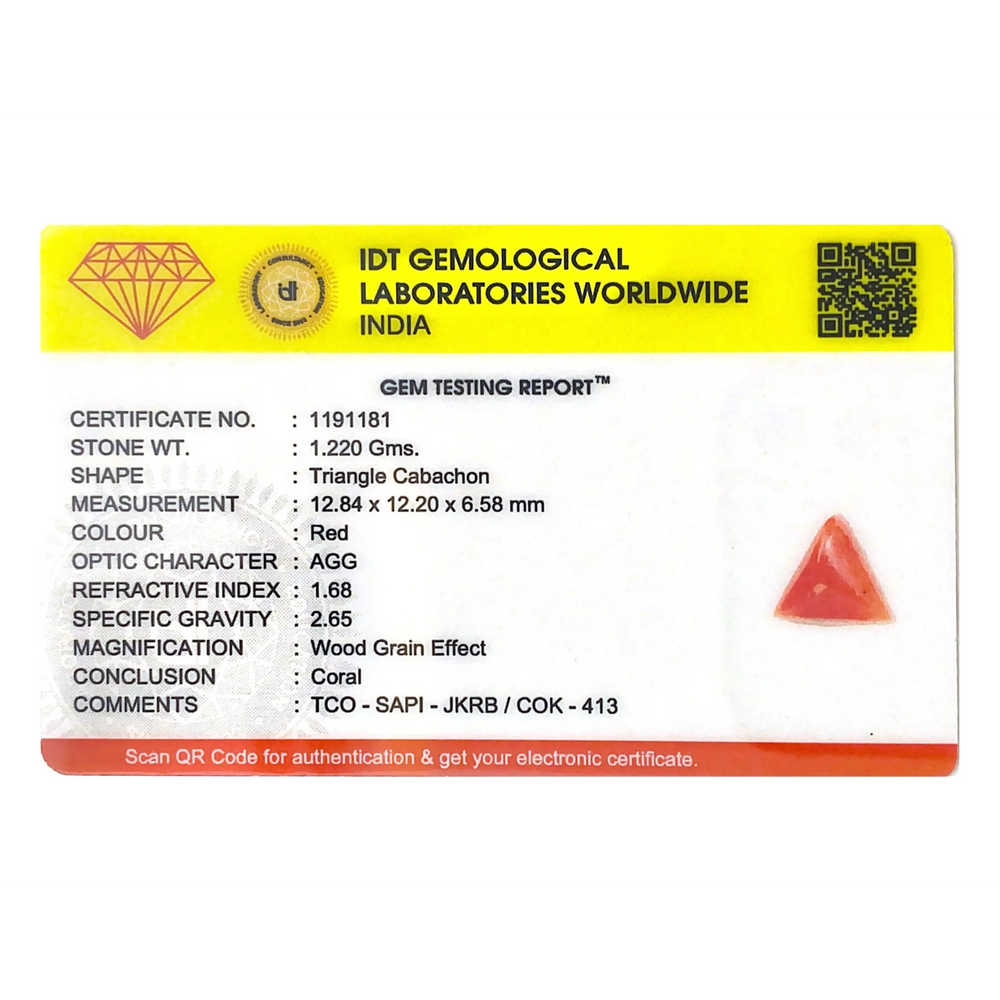 IDT GEMOLOGICAL
LABORATORIES WORLDWIDE
INDIA
GEM TESTING REPORT™
CERTIFICATE NO. : 1191181
STONE WT. : 1.220 Gms.
SHAPE : Triangle Cabachon
MEASUREMENT : 12.84 x 12.20 x 6.58 mm
COLOUR : Red
OPTIC CHARACTER : AGG
REFRACTIVE INDEX : 1.68
SPECIFIC GRAVITY : 2.65
MAGNIFICATION : Wood Grain Effect
CONCLUSION : Coral
COMMENTS : TCO - SAPI - JKRB / COK - 413
Scan QR Code for authentication & get your electronic certificate.